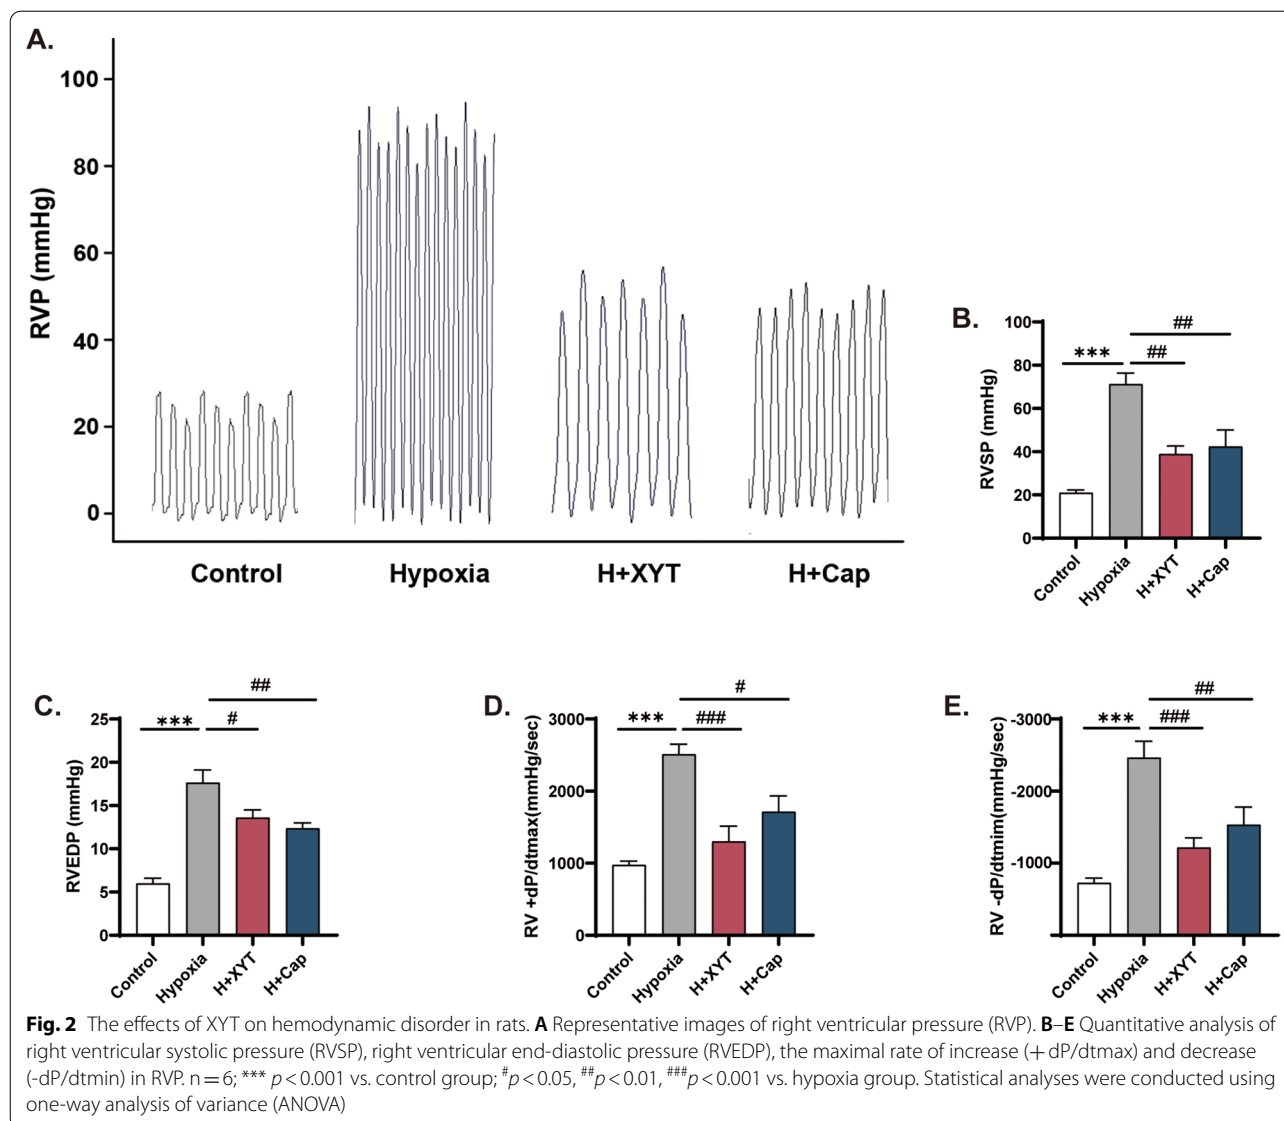 A.
100
80
60
40
20
0
RVP (mmHg)
Control
Hypoxia
H+XYT
H+Cap
B.
100
80
60
40
20
0
RVSP (mmHg)
***
##
##
Control
Hypoxia
H+XYT
H+Cap
C.
25
20
15
10
5
0
RVEDP (mmHg)
***
#
##
Control
Hypoxia
H+XYT
H+Cap
D.
3000
2000
1000
0
RV +dP/dtmax(mmHg/sec)
***
###
#
Control
Hypoxia
H+XYT
H+Cap
E.
-3000
-2000
-1000
RV -dP/dtmim(mmHg/sec)
***
###
##
Control
Hypoxia
H+XYT
H+Cap
Fig. 2 The effects of XYT on hemodynamic disorder in rats. A Representative images of right ventricular pressure (RVP). B–E Quantitative analysis of
right ventricular systolic pressure (RVSP), right ventricular end-diastolic pressure (RVEDP), the maximal rate of increase (+ dP/dtmax) and decrease
(-dP/dtmin) in RVP. n = 6; *** p < 0.001 vs. control group; #p < 0.05, ##p < 0.01, ###p < 0.001 vs. hypoxia group. Statistical analyses were conducted using
one-way analysis of variance (ANOVA)